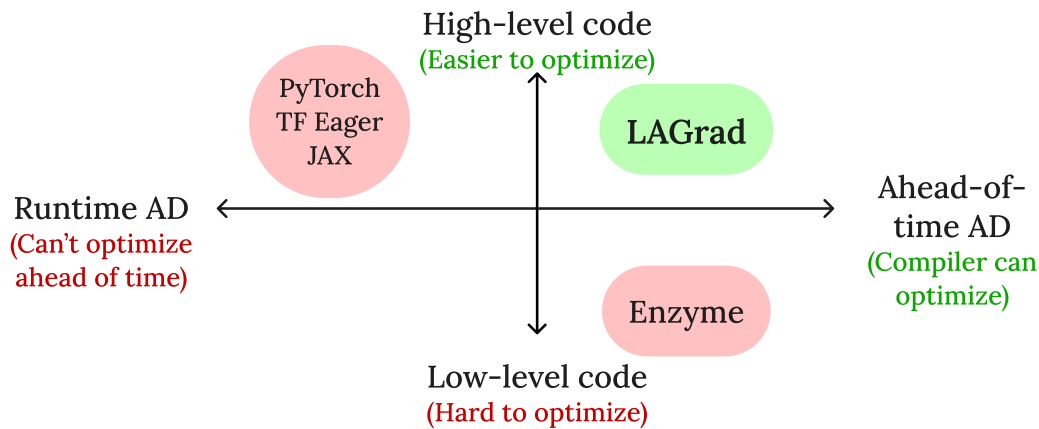 High-level code
(Easier to optimize)
PyTorch
TF Eager
JAX
LAGrad
Runtime AD
(Can't optimize
ahead of time)
Ahead-of-
time AD
(Compiler can
optimize)
Enzyme
Low-level code
(Hard to optimize)